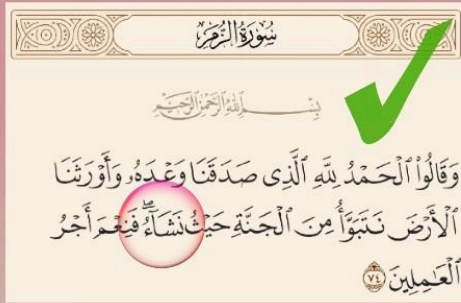 سُورَةُ الزُّمَرِ
بِسْمِ اللَّهِ الرَّحْمَٰنِ الرَّحِيمِ
وَقَالُوا۟ ٱلْحَمْدُ لِلَّهِ ٱلَّذِى صَدَقَنَا وَعْدَهُۥ وَأَوْرَثَنَا
ٱلْأَرْضَ نَتَبَوَّأُ مِنَ ٱلْجَنَّةِ حَيْثُ نَشَآءُ ۖ فَنِعْمَ أَجْرُ
ٱلْعَٰمِلِينَ ٧٤